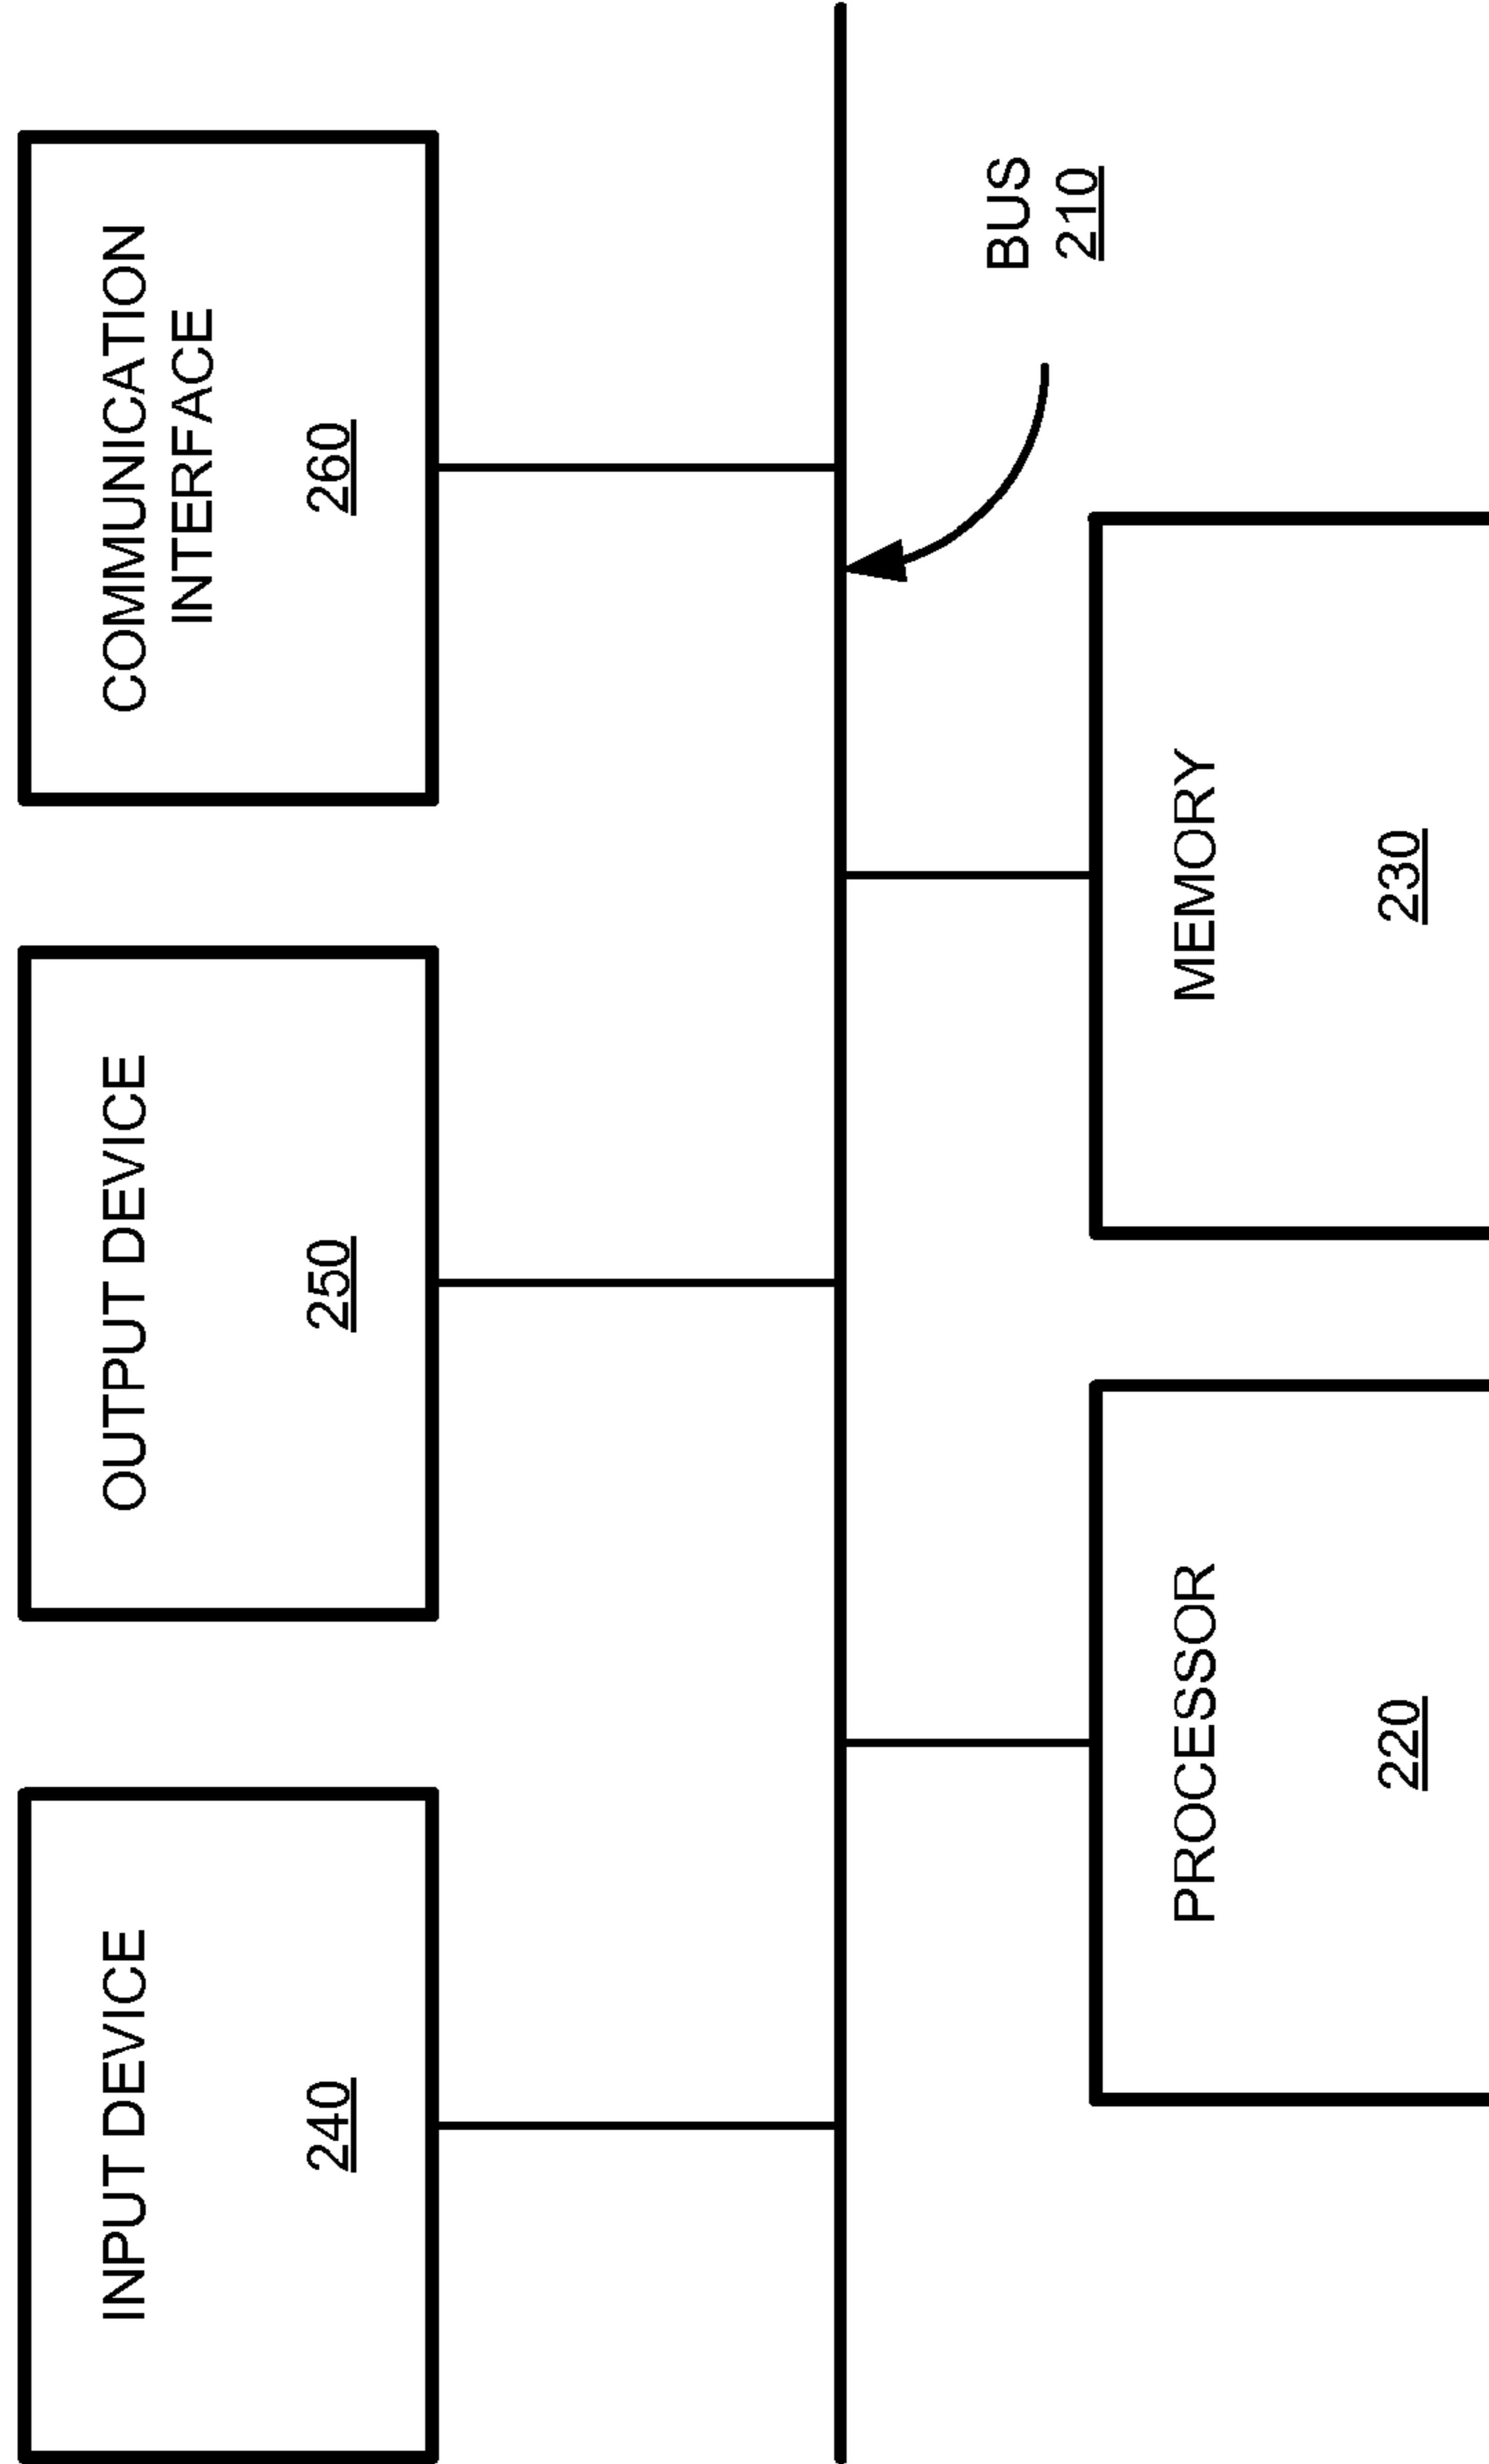 INPUT DEVICE
240
OUTPUT DEVICE
250
COMMUNICATION
INTERFACE
260
BUS
210
PROCESSOR
220
MEMORY
230